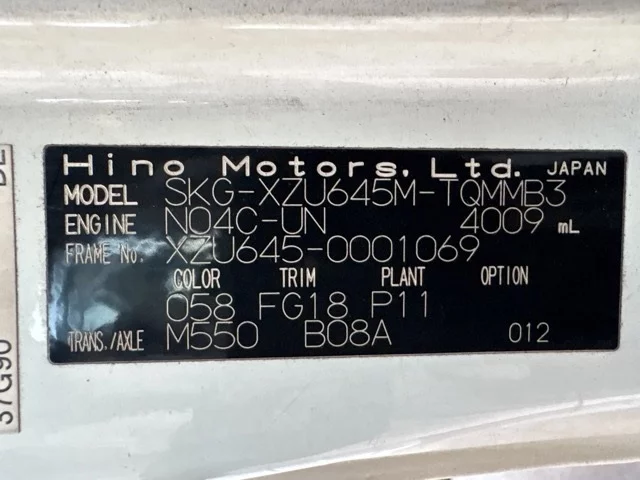 Hino Motors, Ltd. JAPAN
MODEL SKG-XZU645M-TQMMB3
ENGINE N04C-UN 4009 mL
FRAME No. XZU645-0001069
COLOR TRIM PLANT OPTION
058 FG18 P11
TRANS./AXLE M550 B08A 012
37G90